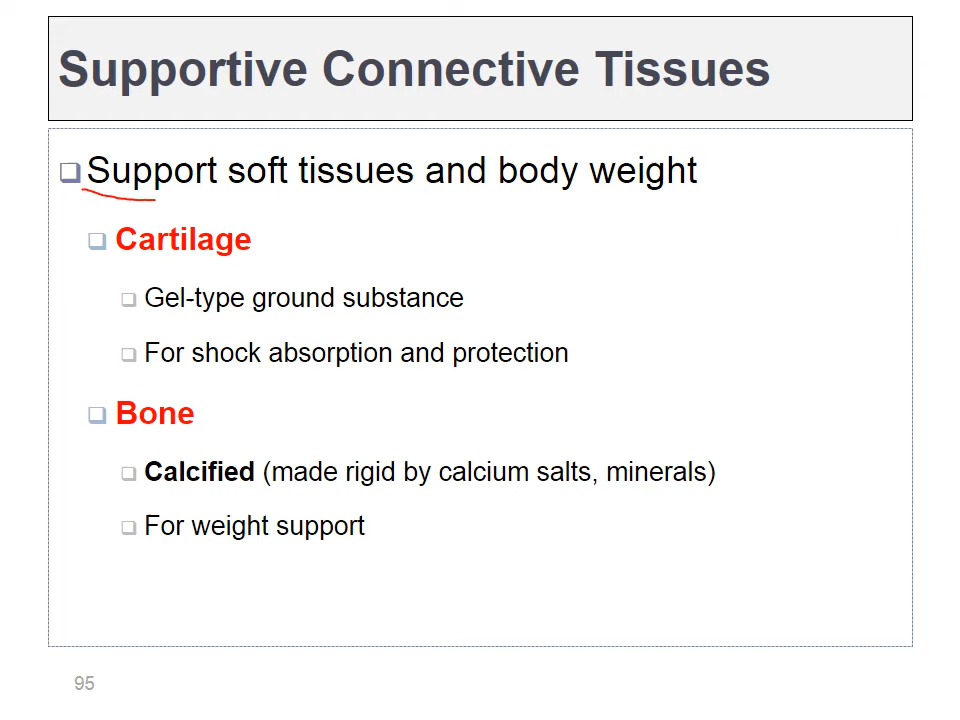 Supportive Connective Tissues
Support soft tissues and body weight
Cartilage
Gel-type ground substance
For shock absorption and protection
Bone
Calcified (made rigid by calcium salts, minerals)
For weight support
95